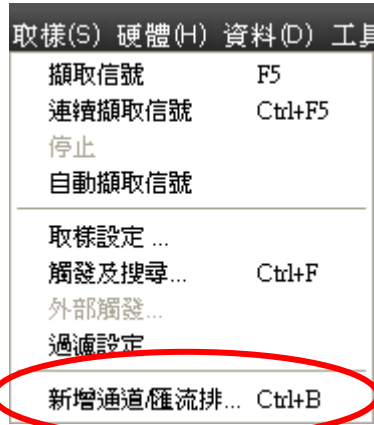 取樣(S) 硬體(H) 資料(D) 工具
擷取信號 F5
連續擷取信號 Ctrl+F5
停止
自動擷取信號
取樣設定 ...
觸發及搜尋... Ctrl+F
外部觸發...
過濾設定
新增通道/匯流排... Ctrl+B